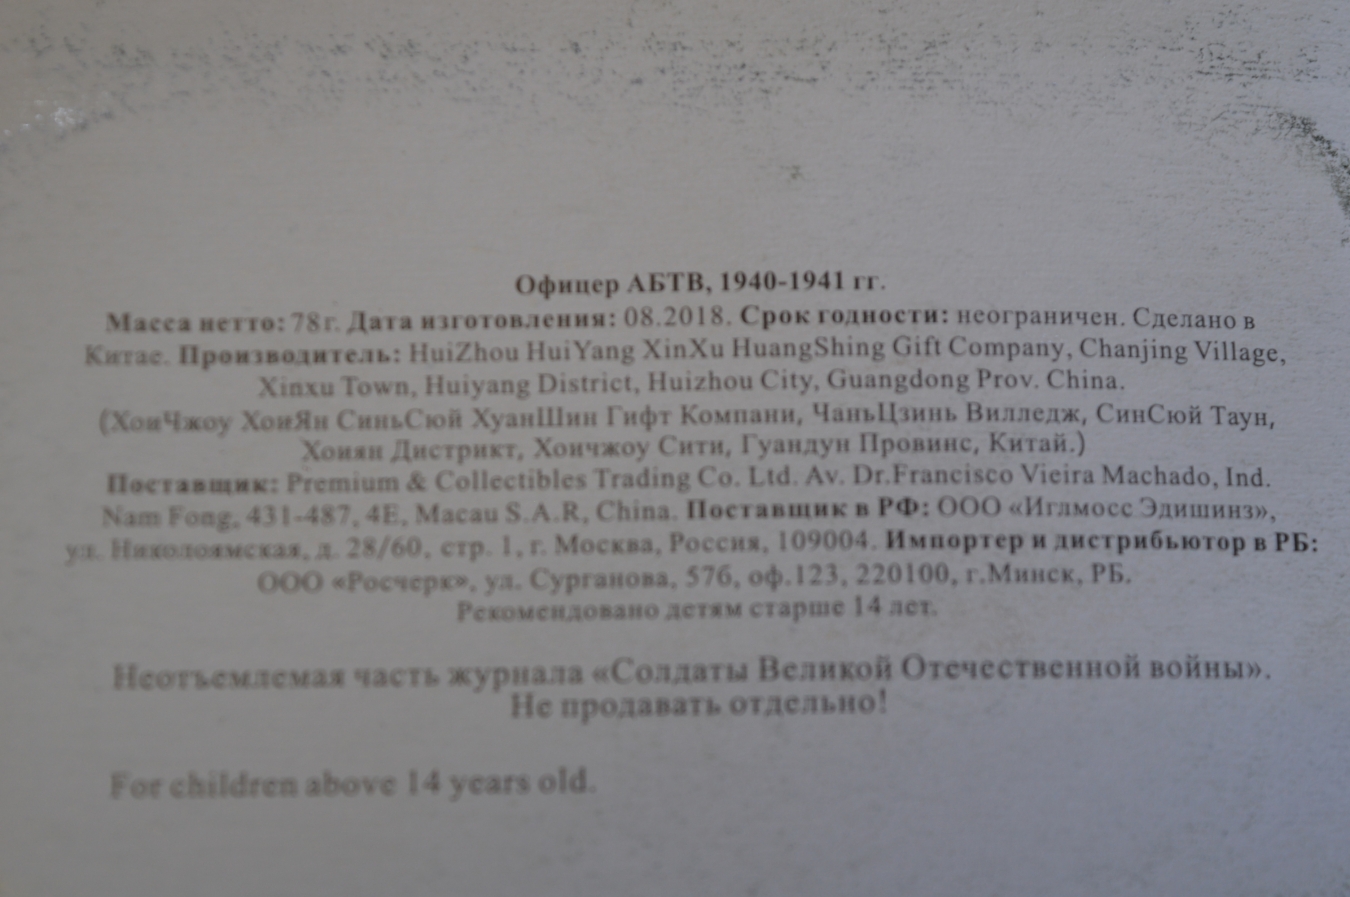 Офицер АБТВ, 1940-1941 гг.
Масса нетто: 78г. Дата изготовления: 08.2018. Срок годности: неограничен. Сделано в
Китае. Производитель: HuiZhou HuiYang XinXu HuangShing Gift Company, Chanjing Village,
Xinxu Town, Huiyang District, Huizhou City, Guangdong Prov. China.
(ХоиЧжоу ХоиЯн СиньСюй ХуанШин Гифт Компани, ЧаньЦзинь Вилледж, СинСюй Таун,
Хоиян Дистрикт, Хоичжоу Сити, Гуандун Провинс, Китай.)
Поставщик: Premium & Collectibles Trading Co. Ltd. Av. Dr.Francisco Vieira Machado, Ind.
Nam Fong, 431-487, 4E, Macau S.A.R, China. Поставщик в РФ: ООО «Иглмосс Эдишинз»,
ул. Николоямская, д. 28/60, стр. 1, г. Москва, Россия, 109004. Импортер и дистрибьютор в РБ:
ООО «Росчерк», ул. Сурганова, 57б, оф.123, 220100, г.Минск, РБ.
Рекомендовано детям старше 14 лет.
Неотъемлемая часть журнала «Солдаты Великой Отечественной войны».
Не продавать отдельно!
For children above 14 years old.